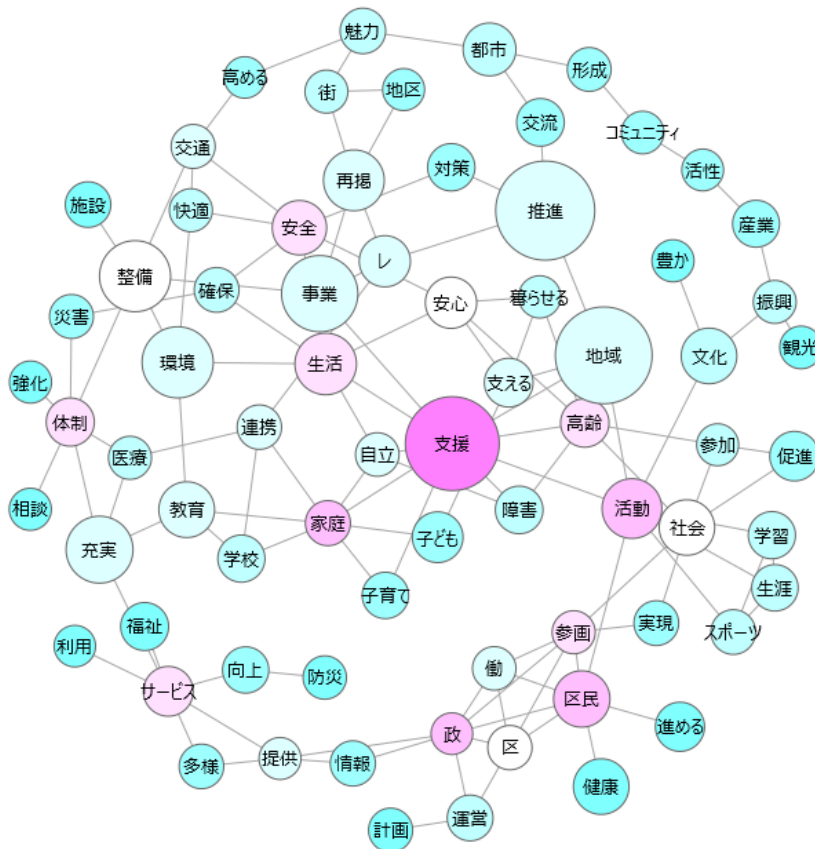 魅力
都市
高める
形成
街
地区
交流
コミュニティ
交通
対策
活性
再掲
施設
快適
安全
推進
産業
レ
豊か
整備
確保
事業
安心
暮らせる
振興
災害
環境
生活
地域
文化
観光
強化
支える
体制
連携
支援
高齢
医療
自立
参加
促進
相談
教育
家庭
障害
活動
社会
充実
学校
子ども
学習
子育て
生涯
福祉
参画
実現
スポーツ
利用
向上
防災
働
サービス
区民
政
区
進める
多様
提供
情報
健康
計画
運営